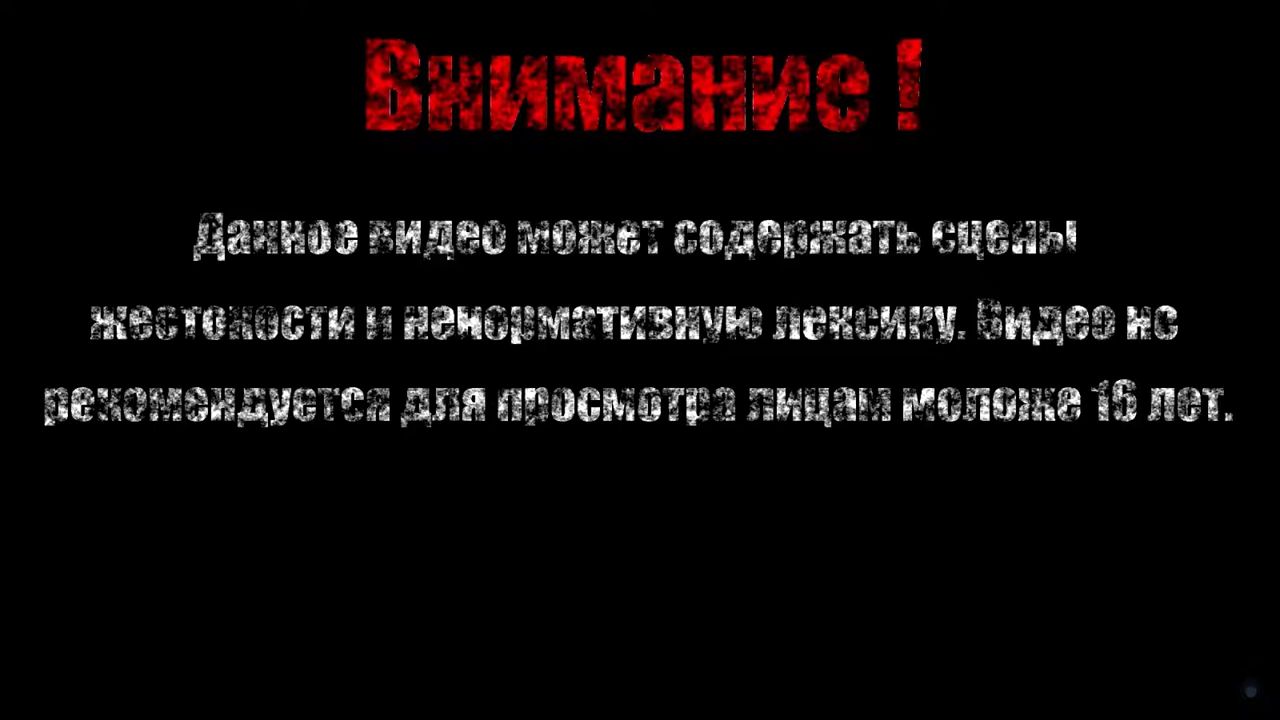 Внимание !
Данное видео может содержать сцены
жестокости и ненормативную лексику. Видео не
рекомендуется для просмотра лицам моложе 16 лет.